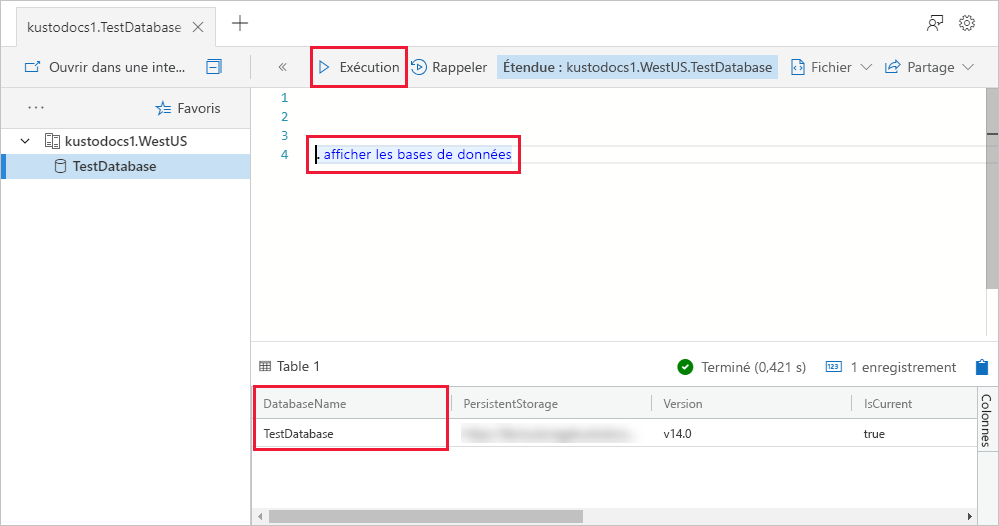 kustodocs1.TestDatabase
Ouvrir dans une inte...
Exécution
Rappeler
Étendue : kustodocs1.WestUS.TestDatabase
Fichier
Partage
...
Favoris
kustodocs1.WestUS
TestDatabase
1
2
3
4
. afficher les bases de données
Table 1
Terminé (0,421 s)
123
1 enregistrement
DatabaseName
PersistentStorage
Version
IsCurrent
TestDatabase
v14.0
true
Colonnes